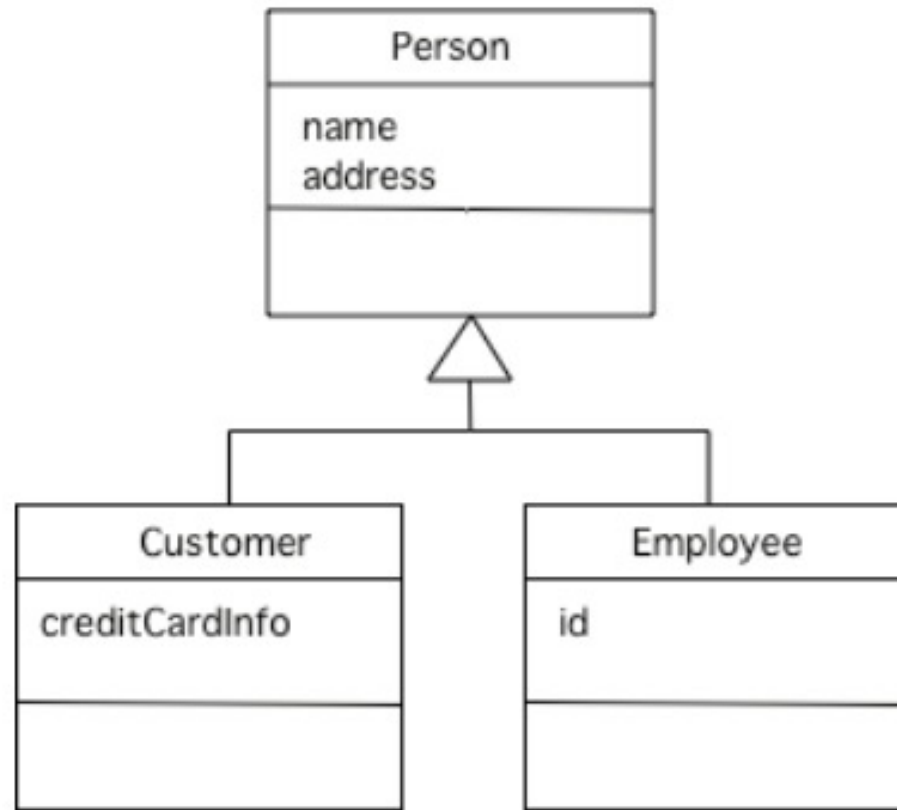 Person
name
address
Customer
creditCardInfo
Employee
id